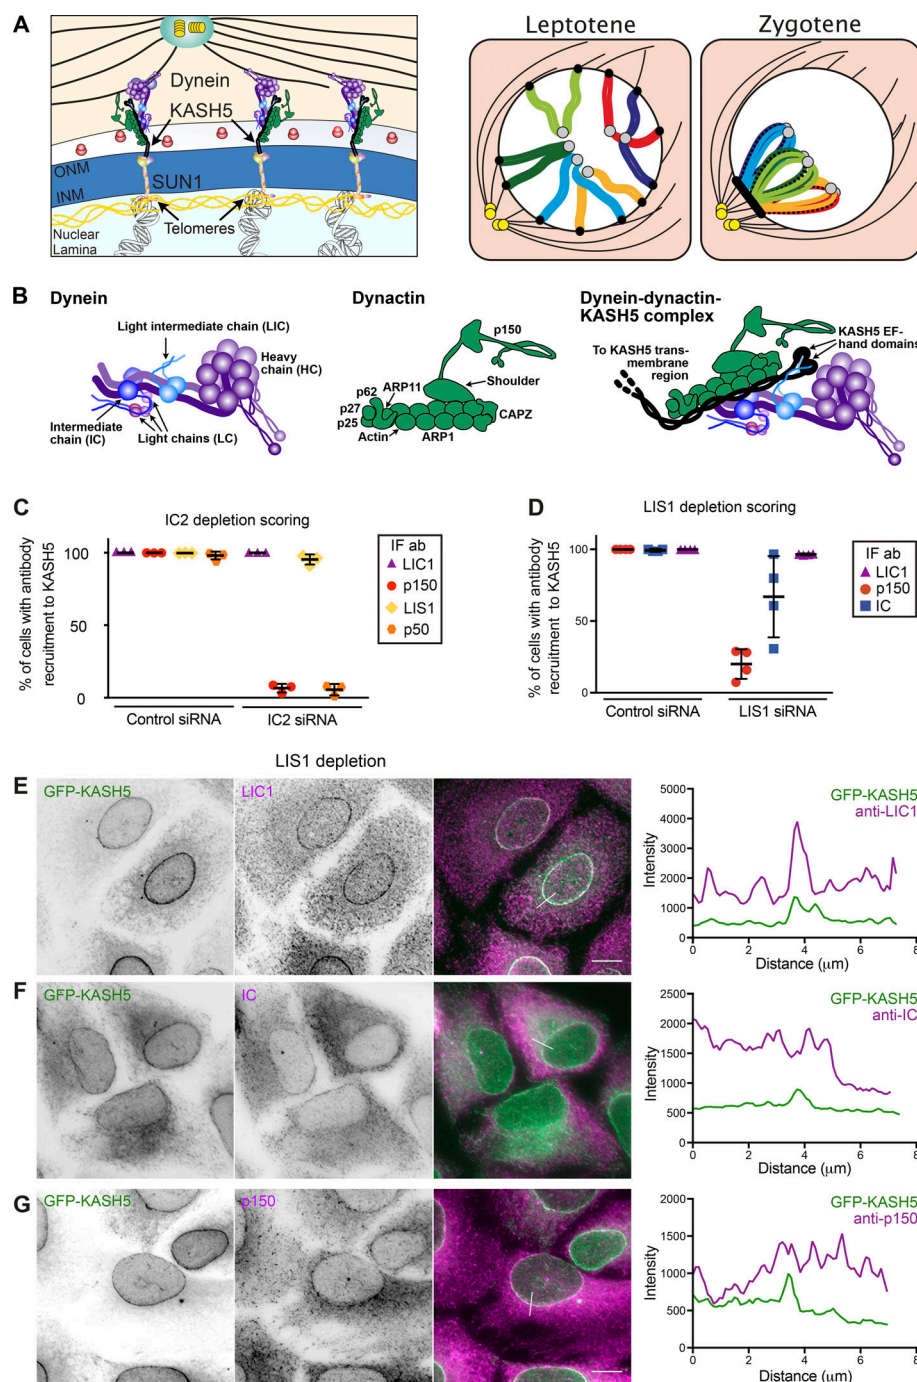 A
Dynein
KASH5
ONM
INM
SUN1
Telomeres
Nuclear
Lamina
Leptotene
Zygotene
B
Dynein
Light intermediate chain (LIC)
Heavy
chain (HC)
Intermediate
chain (IC)
Light chains (LC)
Dynactin
p150
Shoulder
ARP11
p62
p27
p25
Actin
ARP1
CAPZ
Dynein-dynactin-
KASH5 complex
KASH5 EF-
hand domains
To KASH5 trans-
membrane
region
C
IC2 depletion scoring
% of cells with antibody
recruitment to KASH5
100
50
0
Control siRNA
IC2 siRNA
IF ab
LIC1
p150
LIS1
p50
D
LIS1 depletion scoring
% of cells with antibody
recruitment to KASH5
100
50
0
Control siRNA
LIS1 siRNA
IF ab
LIC1
p150
IC
LIS1 depletion
E
GFP-KASH5
LIC1
GFP-KASH5
anti-LIC1
Intensity
5000
4000
3000
2000
1000
0
0 2 4 6 8
Distance (μm)
F
GFP-KASH5
IC
GFP-KASH5
anti-IC
Intensity
2500
2000
1500
1000
500
0
0 2 4 6 8
Distance (μm)
G
GFP-KASH5
p150
GFP-KASH5
anti-p150
Intensity
2000
1500
1000
500
0
0 2 4 6 8
Distance (μm)